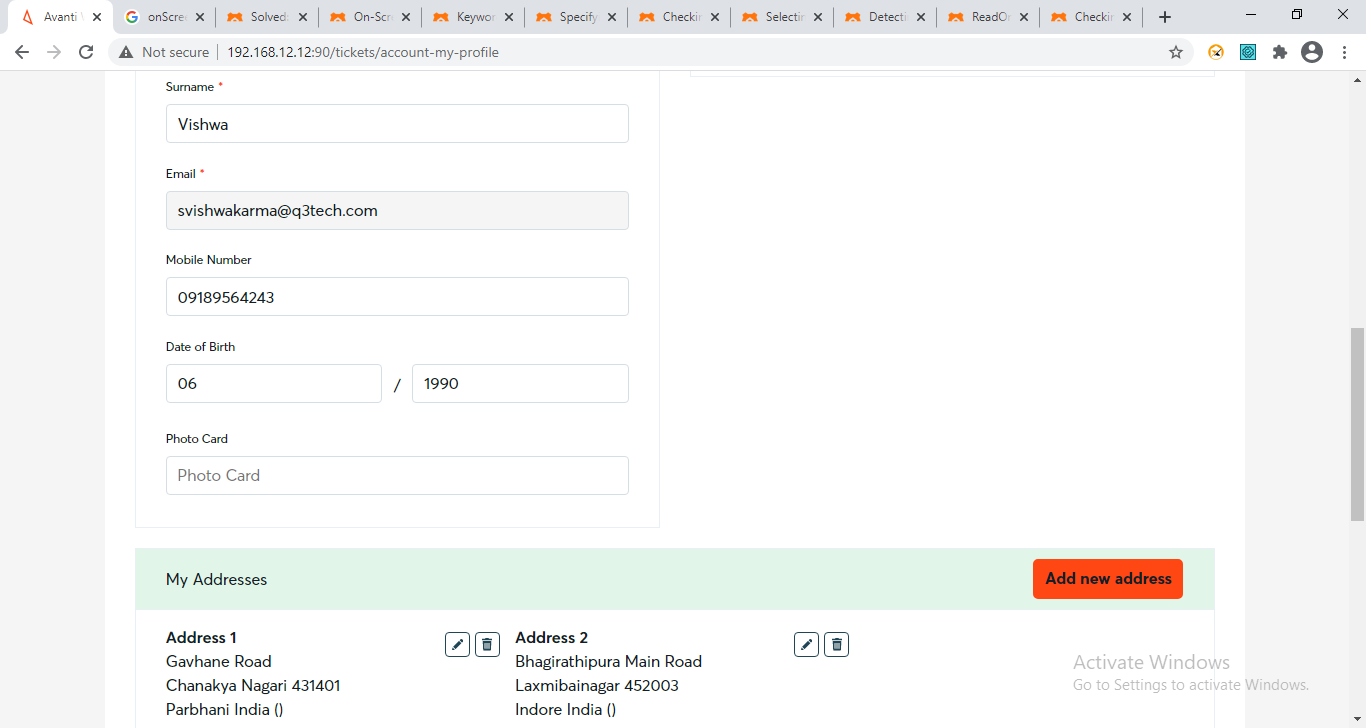 Avanti
onScre
Solved:
On-Scr
Keywor
Specify
Checkin
Selectin
Detecti
ReadOn
Checkin
Not secure
192.168.12.12:90/tickets/account-my-profile
Surname *
Vishwa
Email *
svishwakarma@q3tech.com
Mobile Number
09189564243
Date of Birth
06 / 1990
Photo Card
Photo Card
My Addresses
Add new address
Address 1
Gavhane Road
Chanakya Nagari 431401
Parbhani India ()
Address 2
Bhagirathipura Main Road
Laxmibainagar 452003
Indore India ()
Activate Windows
Go to Settings to activate Windows.